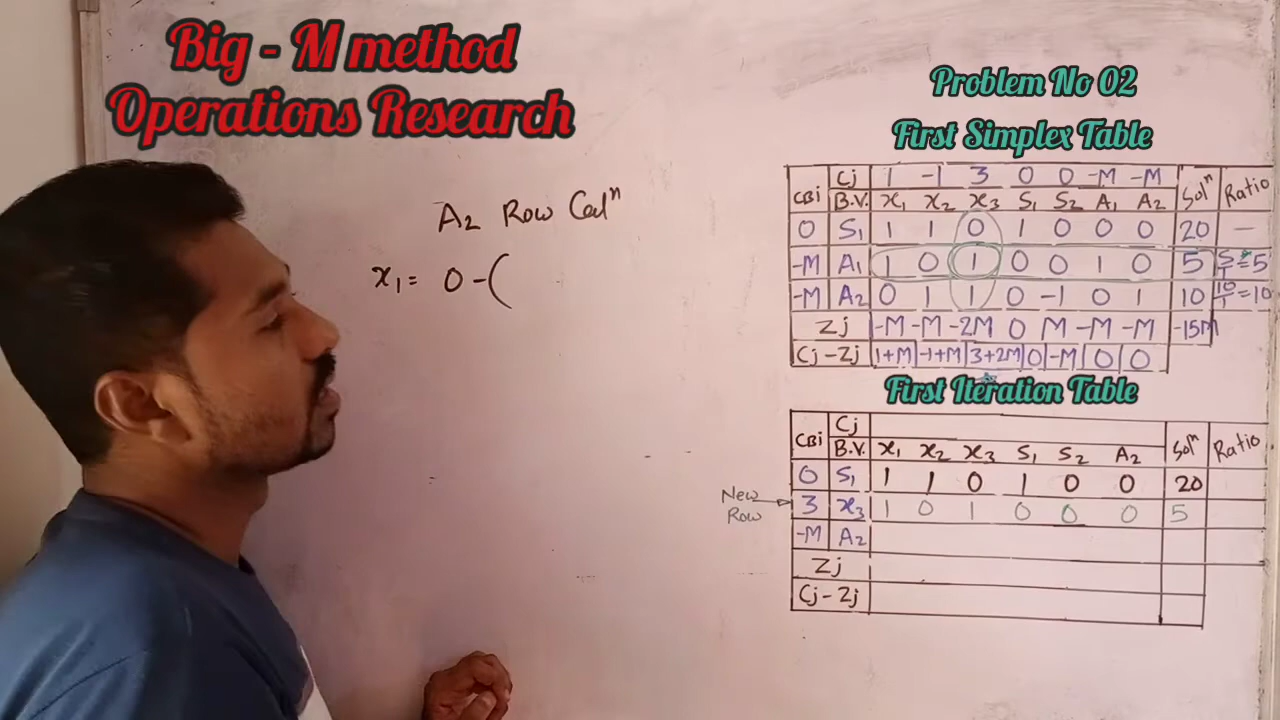 Big - M method
Operations Research
A2 Row Calⁿ
x1 = 0 - (
Problem No 02
First Simplex Table
CBi Cj 1 -1 3 0 0 -M -M Solⁿ Ratio
B.V. x1 x2 x3 S1 S2 A1 A2
0 S1 1 1 0 1 0 0 0 20 -
-M A1 1 0 1 0 0 1 0 5 5/1 = 5
-M A2 0 1 1 0 -1 0 1 10 10/1 = 10
Zj -M -M -2M 0 M -M -M -15M
Cj - Zj 1+M -1+M 3+2M 0 -M 0 0
First Iteration Table
CBi Cj Solⁿ Ratio
B.V. x1 x2 x3 S1 S2 A2
0 S1 1 1 0 1 0 0 20
New Row 3 x3 1 0 1 0 0 0 5
-M A2
Zj
Cj - Zj